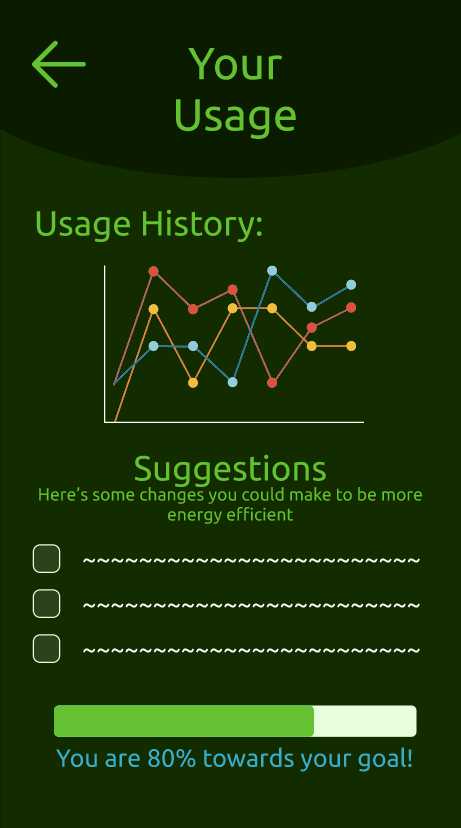 Your
Usage
Usage History:
Suggestions
Here's some changes you could make to be more
energy efficient
~~~~~~~~~~~~~~~~~~~~~~~~
~~~~~~~~~~~~~~~~~~~~~~~~
~~~~~~~~~~~~~~~~~~~~~~~~
You are 80% towards your goal!